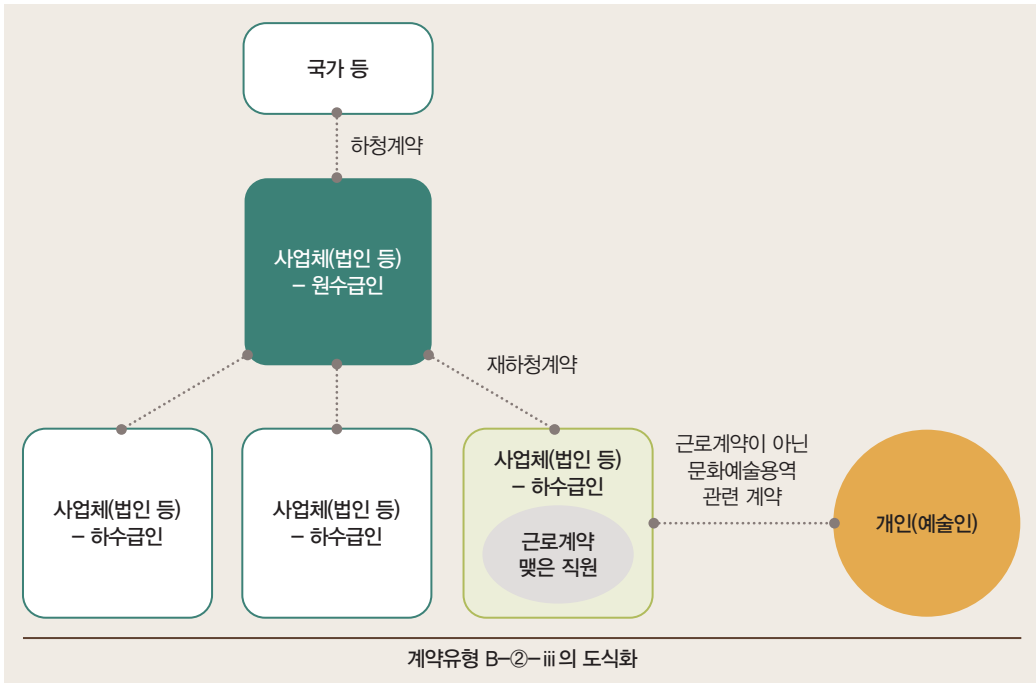 국가 등
하청계약
사업체(법인 등)
– 원수급인
재하청계약
사업체(법인 등)
– 하수급인
사업체(법인 등)
– 하수급인
사업체(법인 등)
– 하수급인
근로계약
맺은 직원
근로계약이 아닌
문화예술용역
관련 계약
개인(예술인)
계약유형 B–②–ⅲ의 도식화